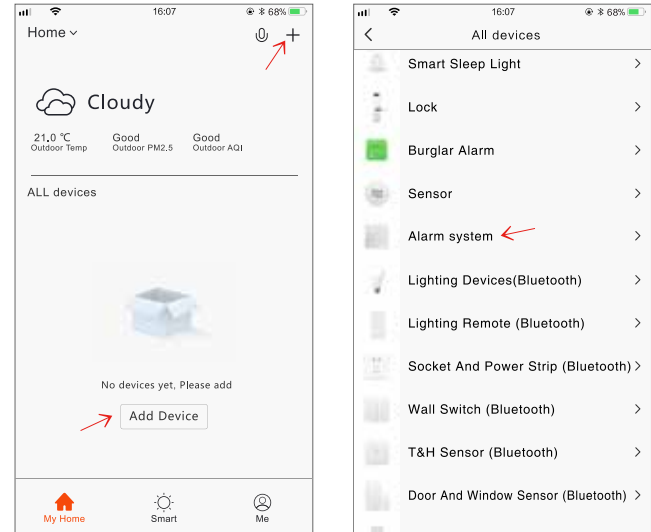 16:07
68%
Home
Cloudy
21.0 ℃ Good Good
Outdoor Temp Outdoor PM2.5 Outdoor AQI
ALL devices
No devices yet, Please add
Add Device
My Home Smart Me
16:07
68%
All devices
Smart Sleep Light
Lock
Burglar Alarm
Sensor
Alarm system
Lighting Devices(Bluetooth)
Lighting Remote (Bluetooth)
Socket And Power Strip (Bluetooth)
Wall Switch (Bluetooth)
T&H Sensor (Bluetooth)
Door And Window Sensor (Bluetooth)